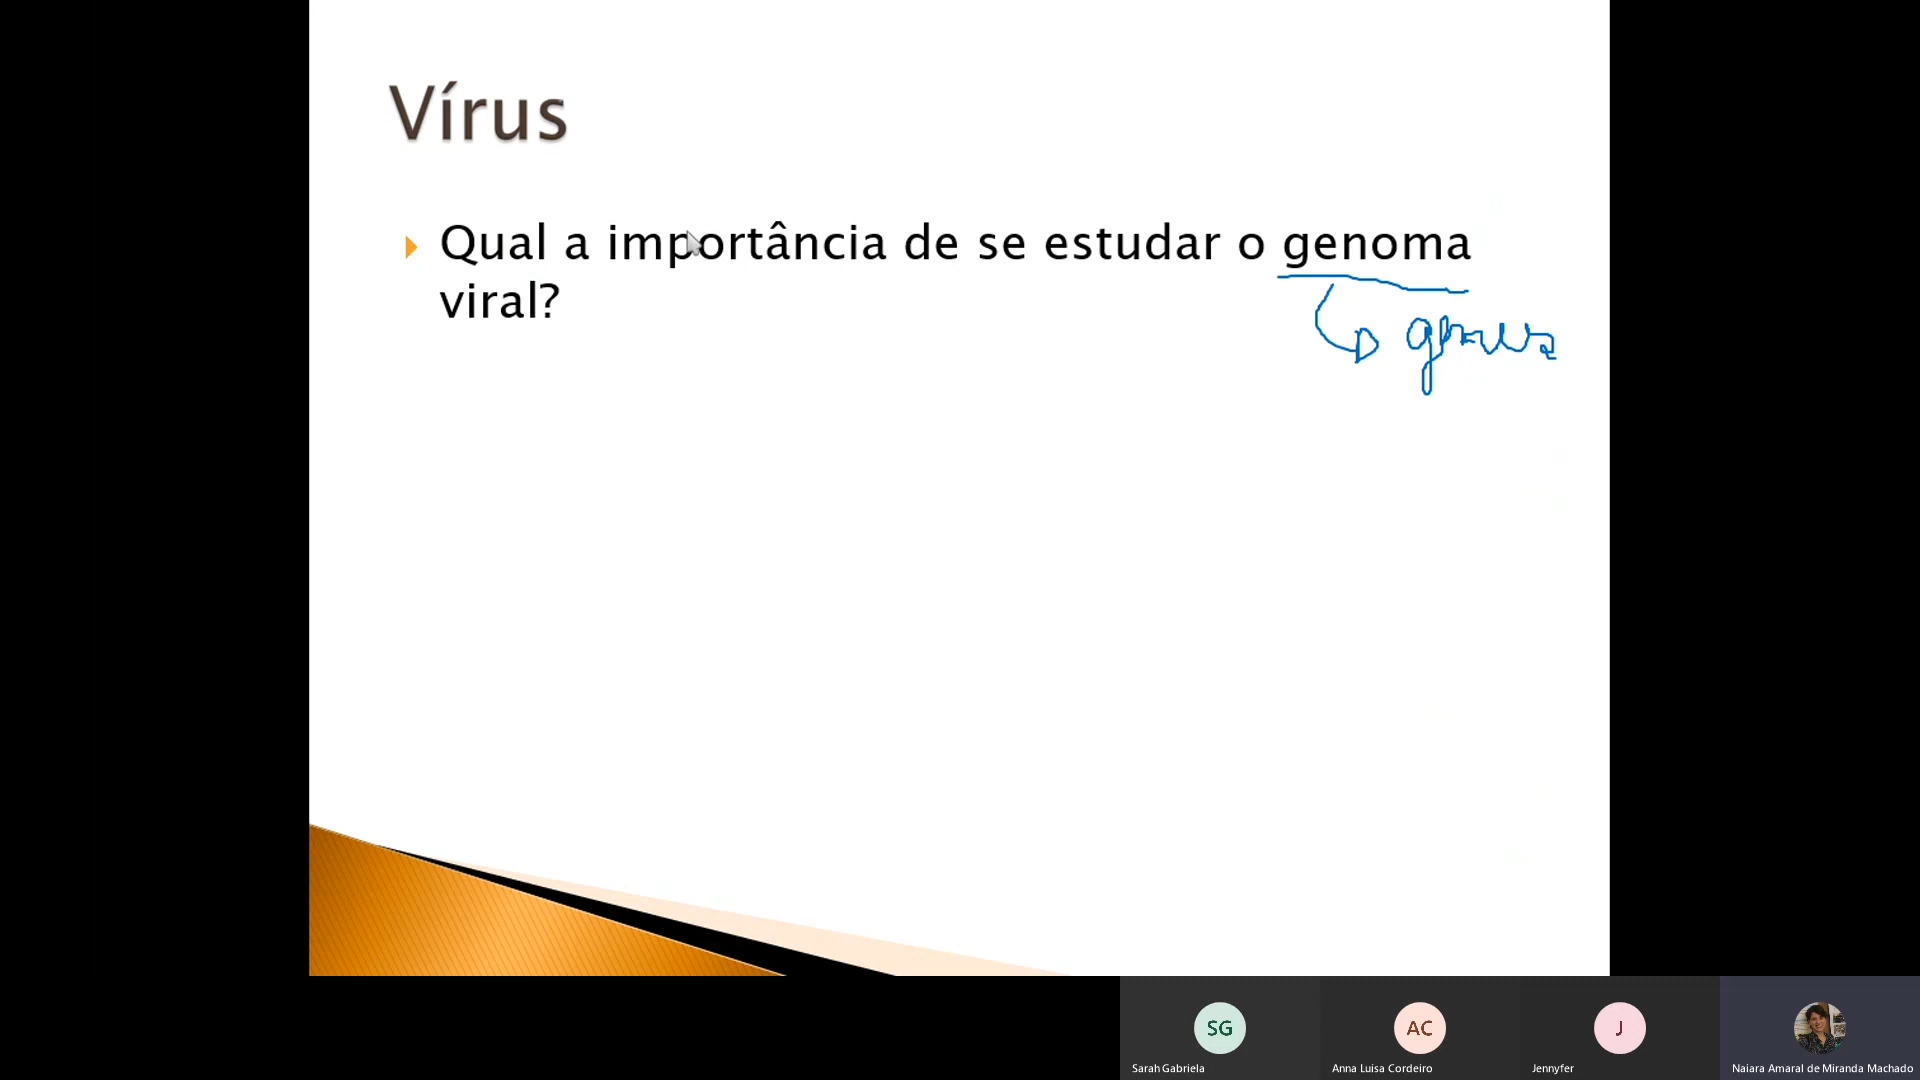 Vírus
Qual a importância de se estudar o genoma
viral?
SG
AC
J
Sarah Gabriela
Anna Luisa Cordeiro
Jennyfer
Naiara Amaral de Miranda Machado